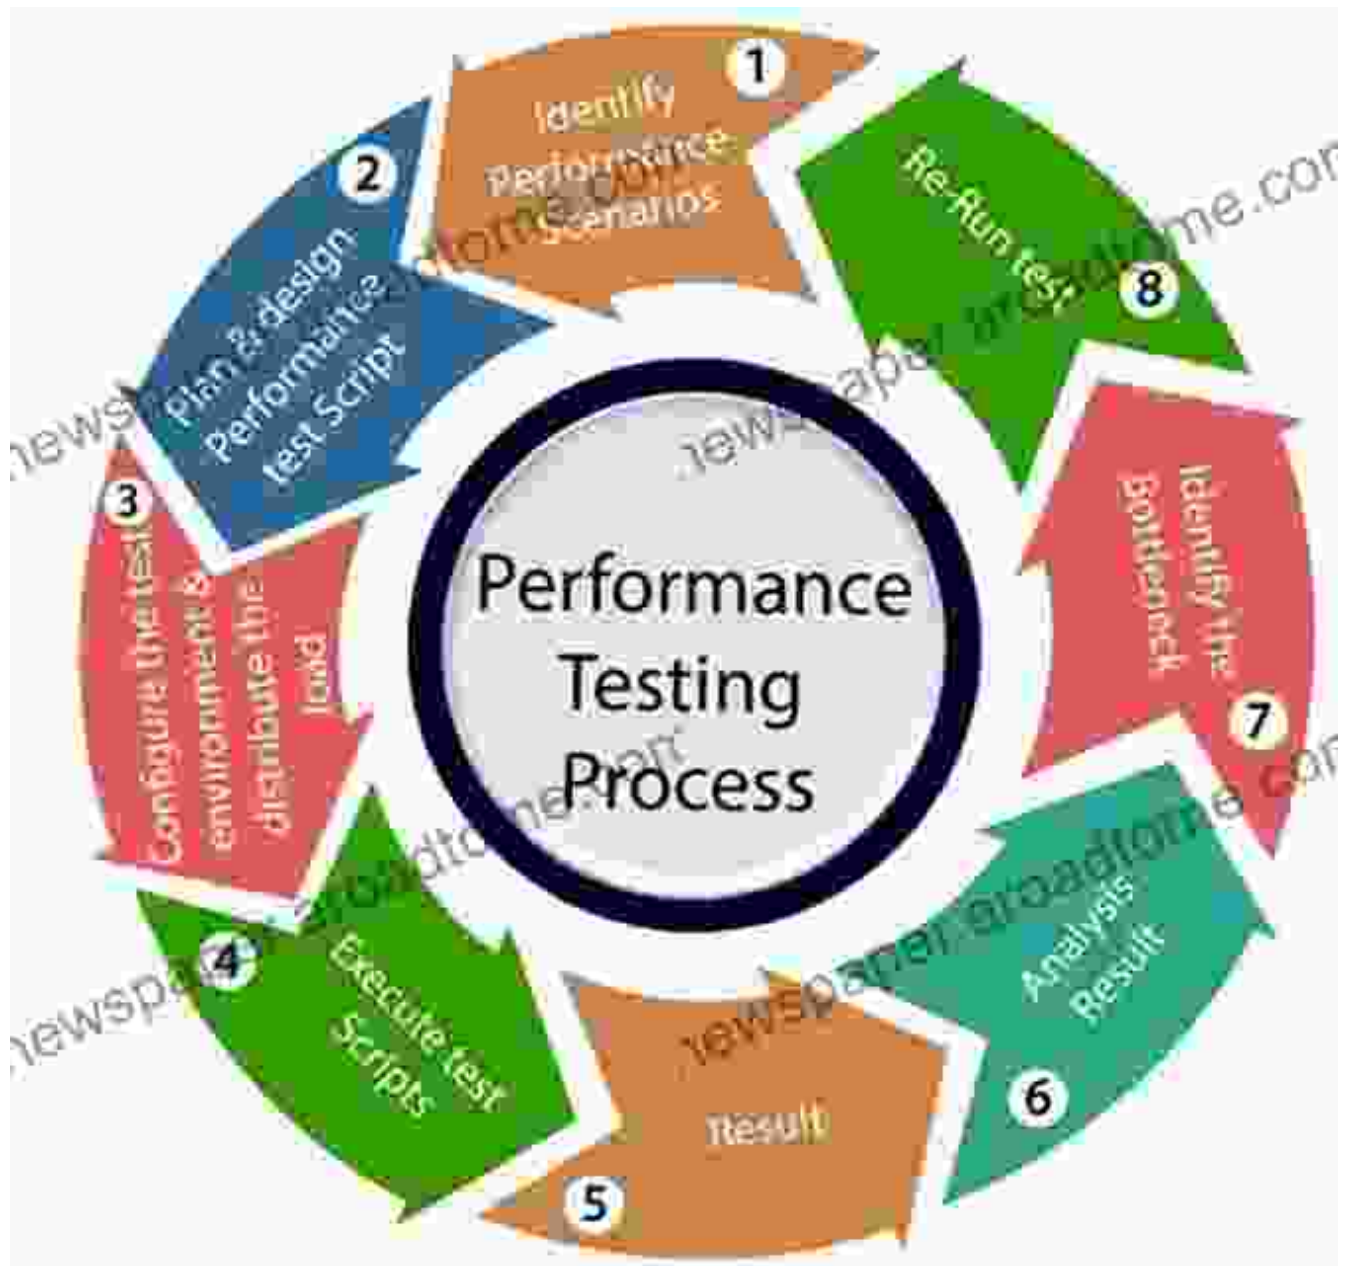 Performance
Testing
Process
1
Identify
Performance
Scenarios
2
Plan & design
Performance
test Script
3
Configure the test
environment &
distribute the
load
4
Execute test
Scripts
5
Result
6
Analysis
Result
7
Identify the
Bottleneck
8
Re-Run test